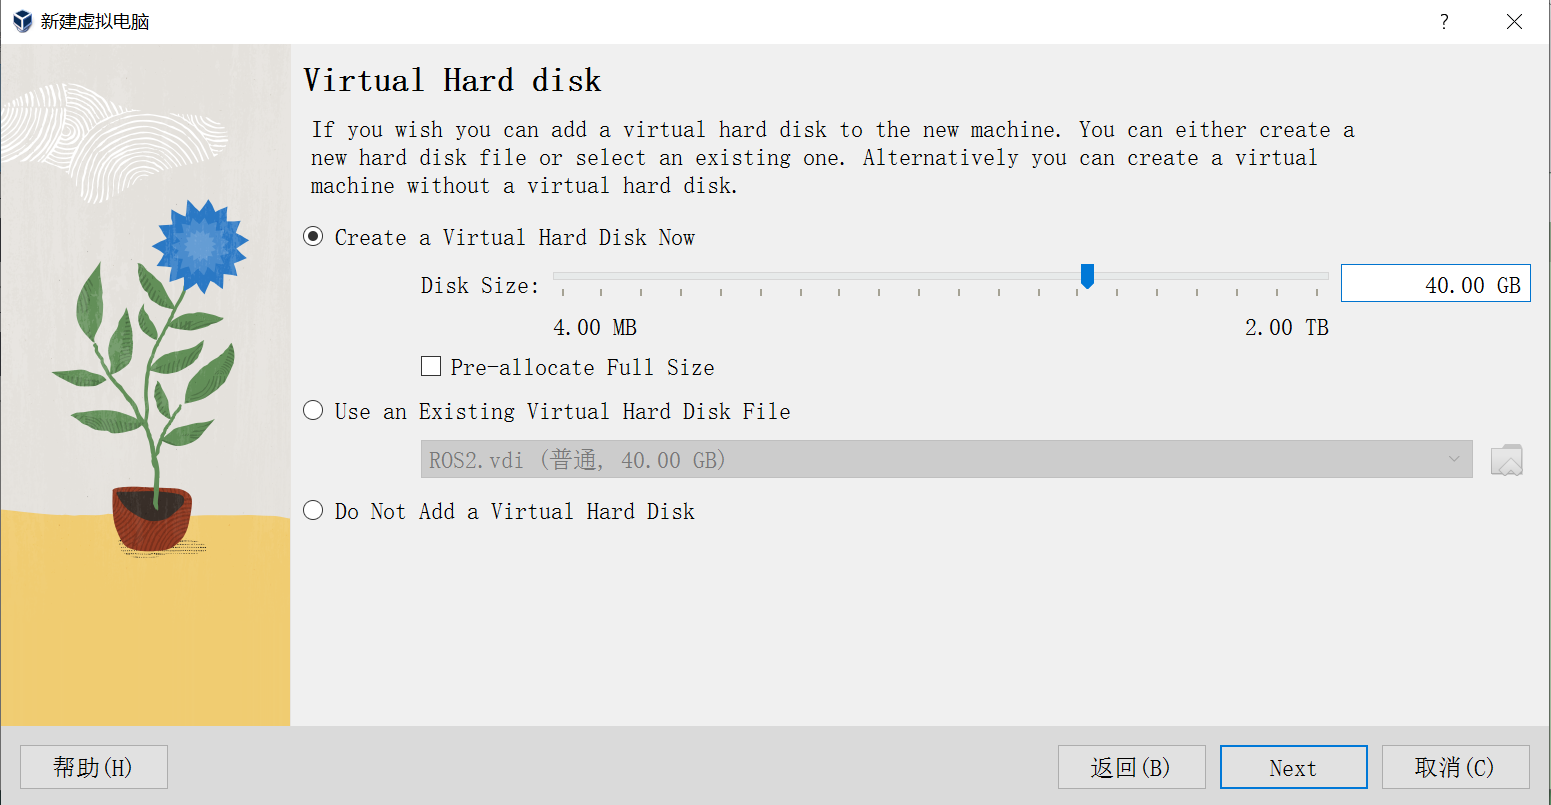 新建虚拟电脑
?
Virtual Hard disk
If you wish you can add a virtual hard disk to the new machine. You can either create a
new hard disk file or select an existing one. Alternatively you can create a virtual
machine without a virtual hard disk.
Create a Virtual Hard Disk Now
Disk Size:
40.00 GB
4.00 MB
2.00 TB
Pre-allocate Full Size
Use an Existing Virtual Hard Disk File
ROS2.vdi (普通, 40.00 GB)
Do Not Add a Virtual Hard Disk
帮助(H)
返回(B)
Next
取消(C)